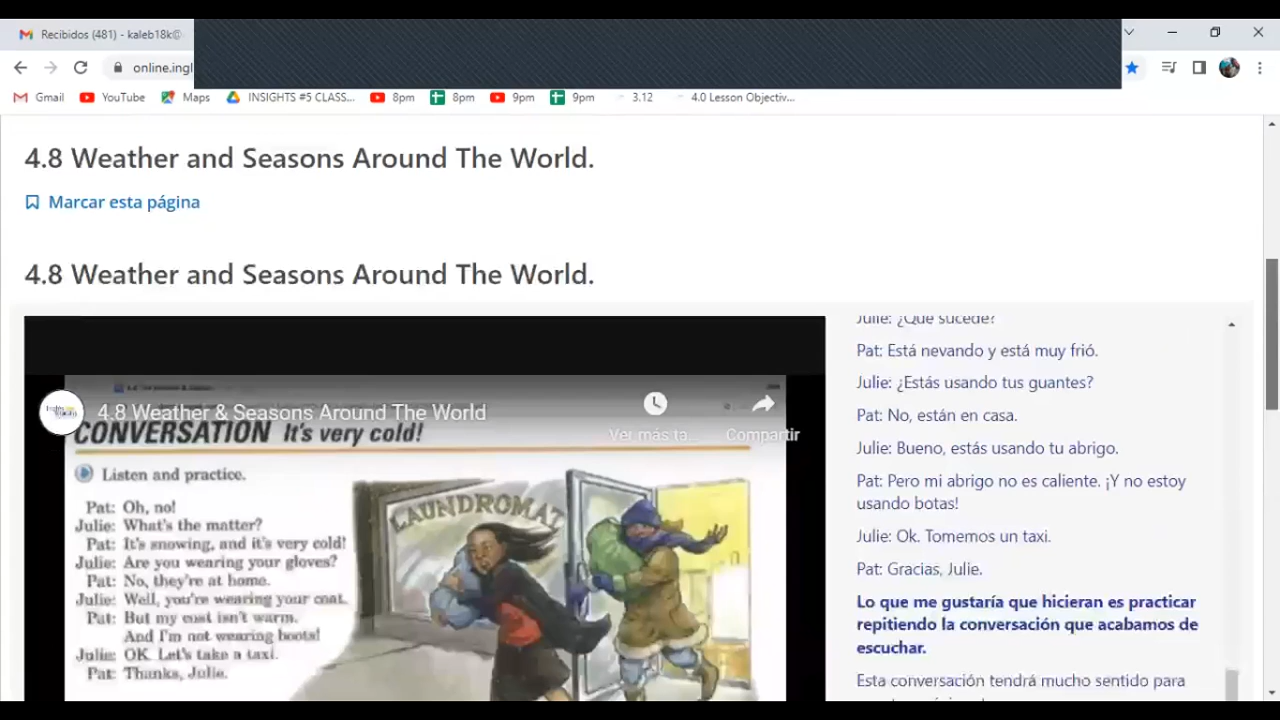 Recibidos (481) - kaleb18k@
online.ingl
Gmail YouTube Maps INSIGHTS #5 CLASS... 8pm 8pm 9pm 9pm 3.12 4.0 Lesson Objectiv...
4.8 Weather and Seasons Around The World.
Marcar esta página
4.8 Weather and Seasons Around The World.
4.8 Weather & Seasons Around The World
Ver más ta... Compartir
CONVERSATION It's very cold!
Listen and practice.
Pat: Oh, no!
Julie: What's the matter?
Pat: It's snowing, and it's very cold!
Julie: Are you wearing your gloves?
Pat: No, they're at home.
Julie: Well, you're wearing your coat.
Pat: But my coat isn't warm.
And I'm not wearing boots!
Julie: OK. Let's take a taxi.
Pat: Thanks, Julie.
LAUNDROMAT
Julie: ¿Qué sucede?
Pat: Está nevando y está muy frió.
Julie: ¿Estás usando tus guantes?
Pat: No, están en casa.
Julie: Bueno, estás usando tu abrigo.
Pat: Pero mi abrigo no es caliente. ¡Y no estoy
usando botas!
Julie: Ok. Tomemos un taxi.
Pat: Gracias, Julie.
Lo que me gustaría que hicieran es practicar
repitiendo la conversación que acabamos de
escuchar.
Esta conversación tendrá mucho sentido para